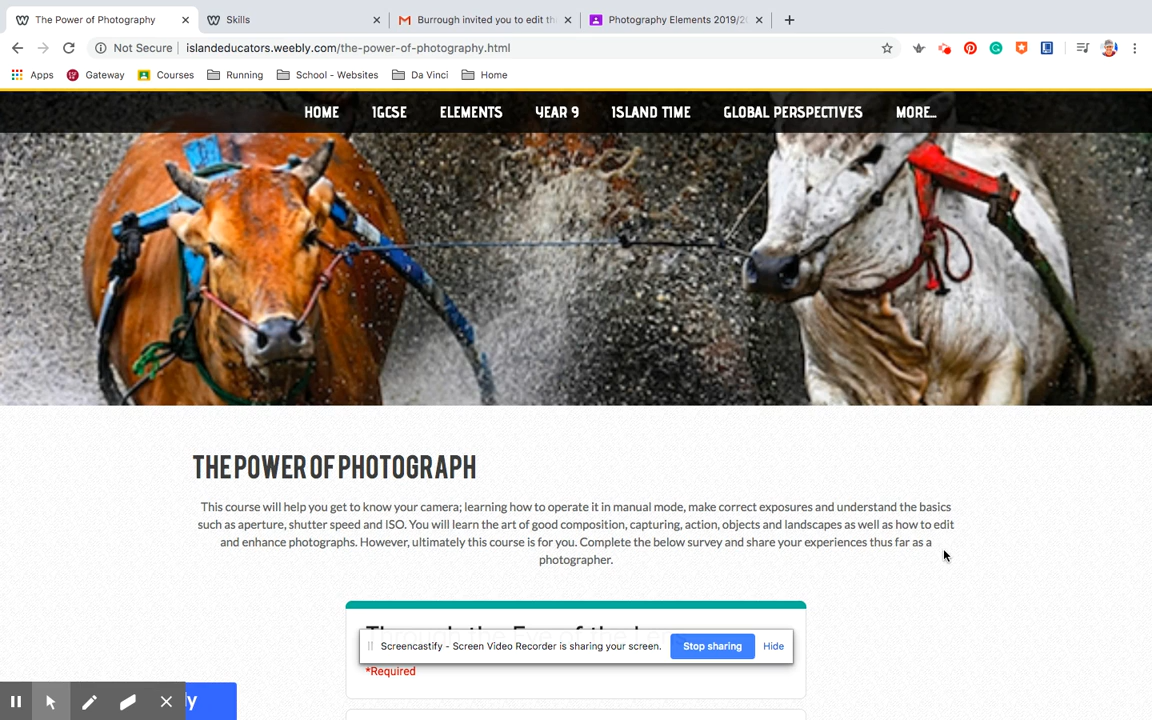 The Power of Photography
Skills
Burrough invited you to edit th
Photography Elements 2019/2
Not Secure
islandeducators.weebly.com/the-power-of-photography.html
Apps
Gateway
Courses
Running
School - Websites
Da Vinci
Home
HOME
IGCSE
ELEMENTS
YEAR 9
ISLAND TIME
GLOBAL PERSPECTIVES
MORE...
THE POWER OF PHOTOGRAPH
This course will help you get to know your camera; learning how to operate it in manual mode, make correct exposures and understand the basics
such as aperture, shutter speed and ISO. You will learn the art of good composition, capturing, action, objects and landscapes as well as how to edit
and enhance photographs. However, ultimately this course is for you. Complete the below survey and share your experiences thus far as a
photographer.
Through the Eye of the Lens
Screencastify - Screen Video Recorder is sharing your screen.
Stop sharing
Hide
*Required
ly